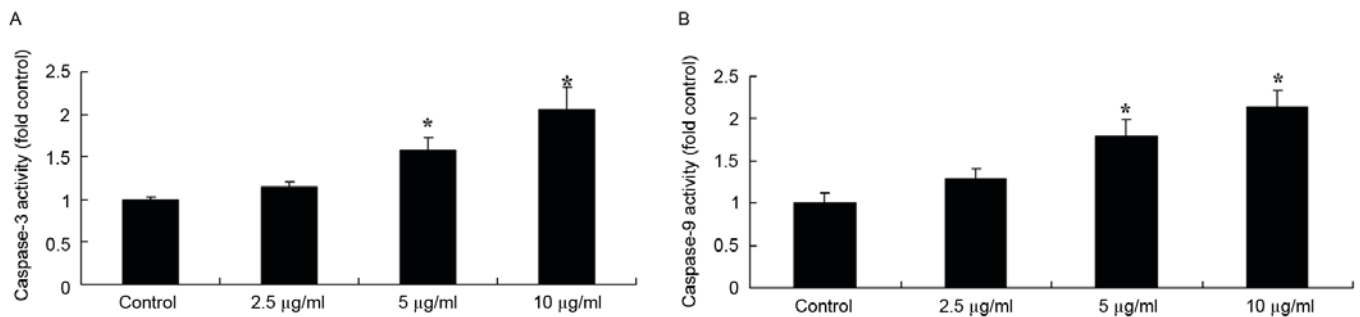 A
Caspase-3 activity (fold control)
2.5
2
1.5
1
0.5
0
*
*
Control
2.5 µg/ml
5 µg/ml
10 µg/ml
B
Caspase-9 activity (fold control)
2.5
2
1.5
1
0.5
0
*
*
Control
2.5 µg/ml
5 µg/ml
10 µg/ml